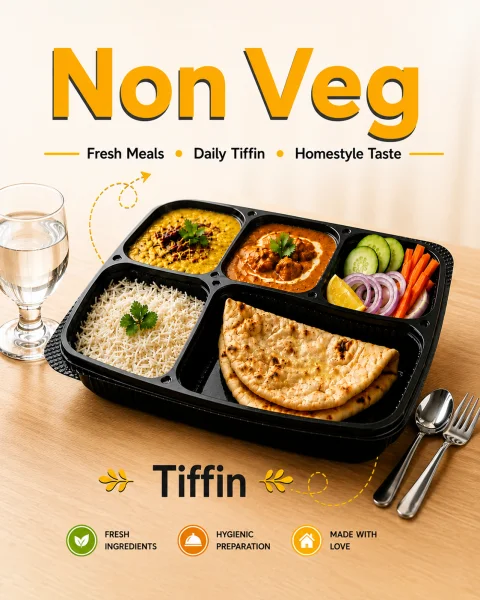 Non Veg
Fresh Meals • Daily Tiffin • Homestyle Taste
Tiffin
FRESH
INGREDIENTS
HYGIENIC
PREPARATION
MADE WITH
LOVE